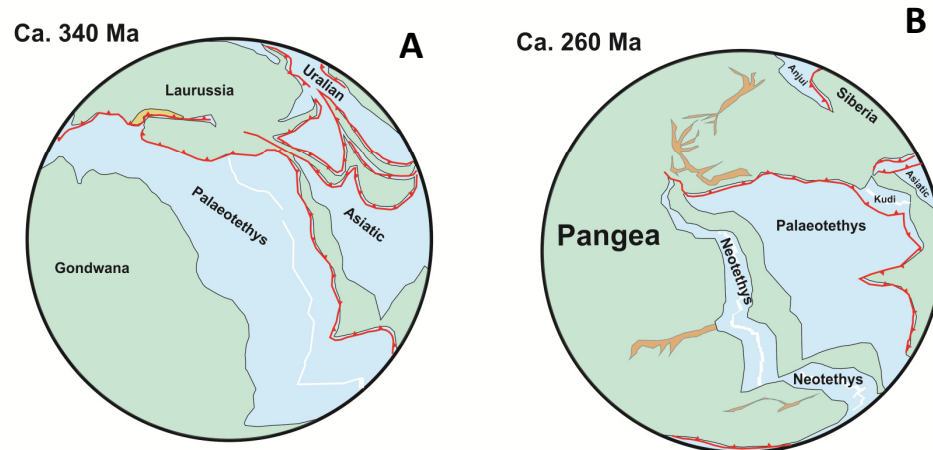 Ca. 340 Ma
A
Laurussia
Uralian
Palaeotethys
Asiatic
Gondwana
Ca. 260 Ma
B
Anjui
Siberia
Asiatic
Kudi
Pangea
Neotethys
Palaeotethys
Neotethys